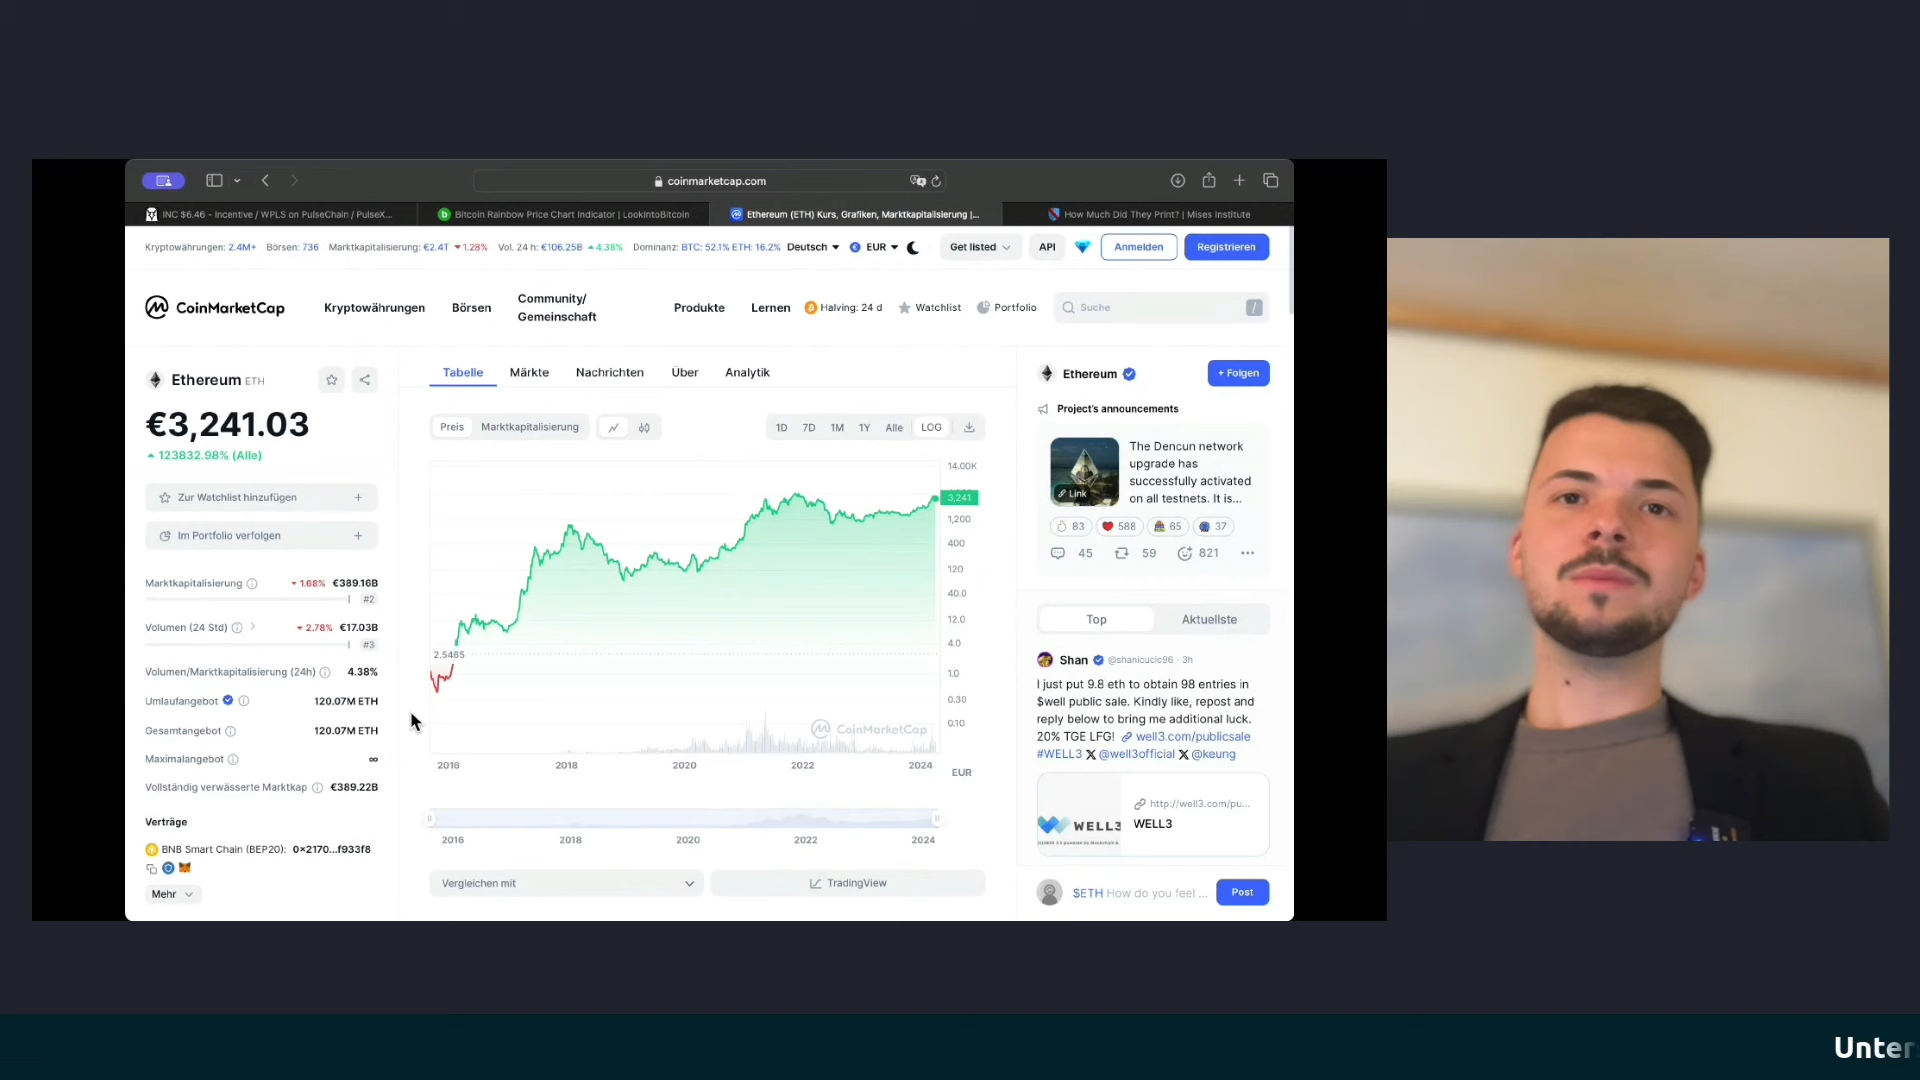 coinmarketcap.com
INC $6.46 - Incentive / WPLS on PulseChain / PulseX...
Bitcoin Rainbow Price Chart Indicator | LookIntoBitcoin
Ethereum (ETH) Kurs, Grafiken, Marktkapitalisierung |...
How Much Did They Print? | Mises Institute
Kryptowährungen: 2.4M+ Börsen: 736 Marktkapitalisierung: €2.4T 1.28% Vol. 24 h: €106.25B 4.38% Dominanz: BTC: 52.1% ETH: 16.2% Deutsch EUR Get listed API Anmelden Registrieren
CoinMarketCap
Kryptowährungen
Börsen
Community/
Gemeinschaft
Produkte
Lernen
Halving: 24 d
Watchlist
Portfolio
Suche /
Ethereum ETH
€3,241.03
123832.98% (Alle)
Zur Watchlist hinzufügen +
Im Portfolio verfolgen +
Marktkapitalisierung 1.68% €389.16B
#2
Volumen (24 Std) 2.78% €17.03B
#3
Volumen/Marktkapitalisierung (24h) 4.38%
Umlaufangebot 120.07M ETH
Gesamtangebot 120.07M ETH
Maximalangebot ∞
Vollständig verwässerte Marktkap €389.22B
Verträge
BNB Smart Chain (BEP20): 0x2170...f933f8
Mehr
Tabelle Märkte Nachrichten Über Analytik
Preis Marktkapitalisierung
1D 7D 1M 1Y Alle LOG
14.00K
3,241
1,200
400
120
40.0
12.0
4.0
2.5465
1.0
0.30
0.10
CoinMarketCap
2016 2018 2020 2022 2024
EUR
2016 2018 2020 2022 2024
Vergleichen mit
TradingView
Ethereum
+ Folgen
Project's announcements
The Dencun network
upgrade has
successfully activated
on all testnets. It is...
Link
83 588 65 37
45 59 821 ...
Top Aktuellste
Shan @shanicucic96 · 3h
I just put 9.8 eth to obtain 98 entries in
$well public sale. Kindly like, repost and
reply below to bring me additional luck.
20% TGE LFG! well3.com/publicsale
#WELL3 X @well3official X @keung
http://well3.com/pu...
WELL3
WELL3
$ETH How do you feel ...
Post
Unter